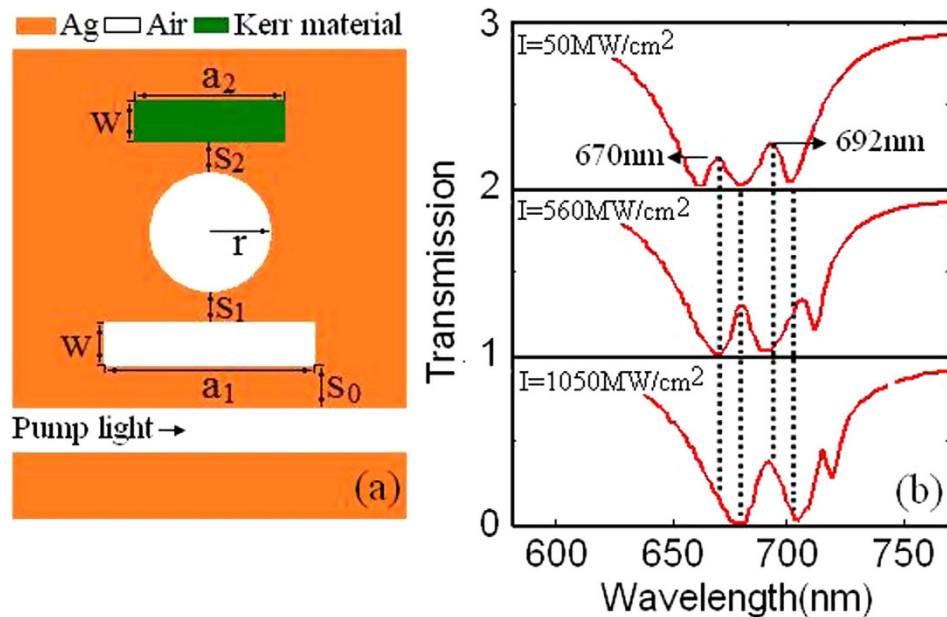 Ag Air Kerr material
a2
w
s2
r
s1
w
a1
s0
Pump light →
(a)
Transmission
3
2
1
0
I=50MW/cm2
670nm
692nm
I=560MW/cm2
I=1050MW/cm2
(b)
600 650 700 750
Wavelength(nm)